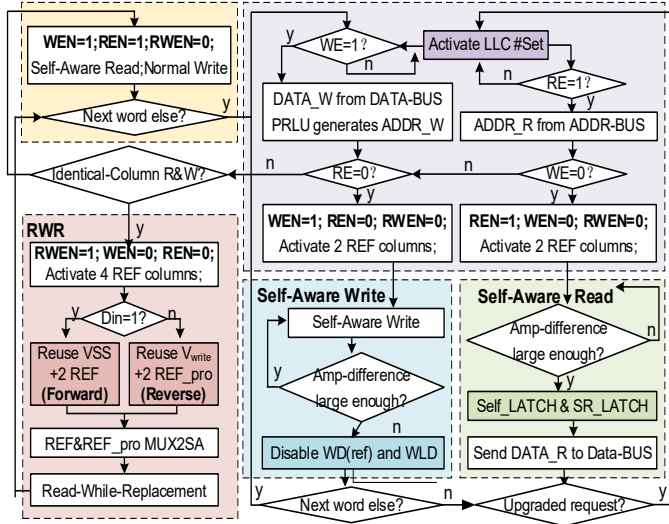 WEN=1;REN=1;RWEN=0;
Self-Aware Read;Normal Write
Next word else?
y
Identical-Column R&W?
n
y
WE=1?
y
n
Activate LLC #Set
RE=1?
n
y
DATA_W from DATA-BUS
PRLU generates ADDR_W
ADDR_R from ADDR-BUS
RE=0?
n
y
WE=0?
n
y
WEN=1; REN=0; RWEN=0;
Activate 2 REF columns;
REN=1; WEN=0; RWEN=0;
Activate 2 REF columns;
RWR
RWEN=1; WEN=0; REN=0;
Activate 4 REF columns;
Din=1?
y
n
Reuse VSS
+2 REF
(Forward)
Reuse Vwrite
+2 REF_pro
(Reverse)
REF&REF_pro MUX2SA
Read-While-Replacement
Self-Aware Write
Self-Aware Write
Amp-difference
large enough?
y
n
Disable WD(ref) and WLD
Next word else?
y
n
Self-Aware Read
Amp-difference
large enough?
n
y
Self_LATCH & SR_LATCH
Send DATA_R to Data-BUS
Upgraded request?
y